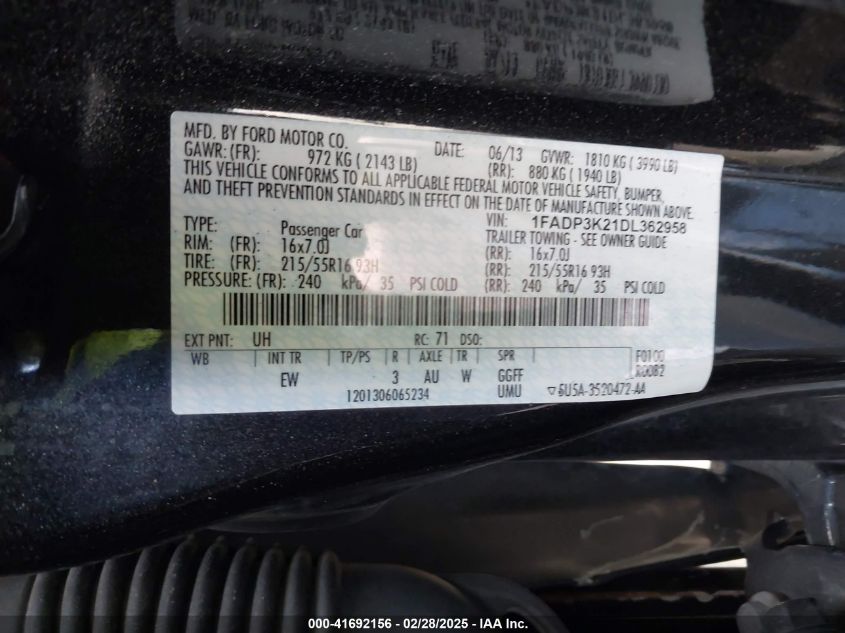 MFD. BY FORD MOTOR CO.
DATE: 06/13 GVWR: 1810 KG ( 3990 LB)
GAWR: (FR): 972 KG ( 2143 LB) (RR): 880 KG ( 1940 LB)
THIS VEHICLE CONFORMS TO ALL APPLICABLE FEDERAL MOTOR VEHICLE SAFETY, BUMPER,
AND THEFT PREVENTION STANDARDS IN EFFECT ON THE DATE OF MANUFACTURE SHOWN ABOVE.
VIN: 1FADP3K21DL362958
TYPE: Passenger Car TRAILER TOWING - SEE OWNER GUIDE
RIM: (FR): 16x7.0J (RR): 16x7.0J
TIRE: (FR): 215/55R16 93H (RR): 215/55R16 93H
PRESSURE: (FR): 240 kPa/ 35 PSI COLD (RR): 240 kPa/ 35 PSI COLD
EXT PNT: UH RC: 71 DSO:
WB INT TR TP/PS R AXLE TR SPR F0100
EW 3 AU W GGFF R0082
1201306065234 UMU 5U5A-3520472-AA
000-41692156 – 02/28/2025 – IAA Inc.